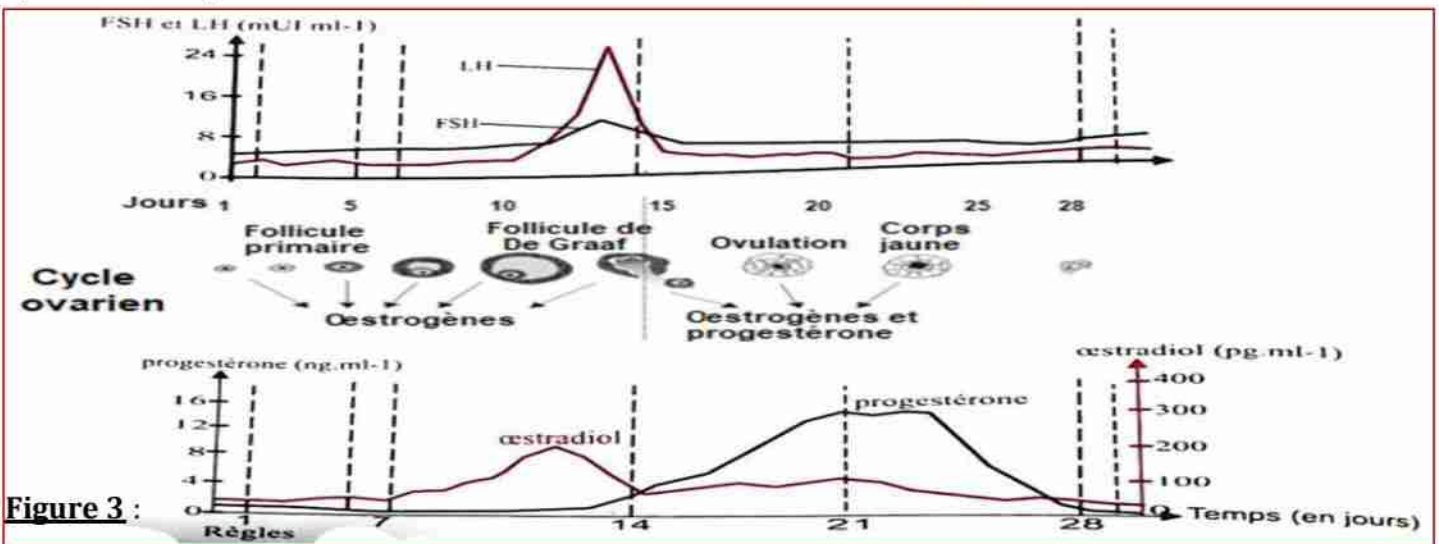 FSH et LH (mUI ml-1)
24
LH
16
FSH
8
0
Jours 1 5 10 15 20 25 28
Follicule
primaire
Follicule de
De Graaf
Ovulation
Corps
jaune
Cycle
ovarien
Œstrogènes
Oestrogènes et
progestérone
progestérone (ng.ml-1)
œstradiol (pg.ml-1)
400
16
progestérone
300
12
œstradiol
8
200
4
100
Figure 3 :
0
0
Temps (en jours)
1 7 14 21 28
Règles